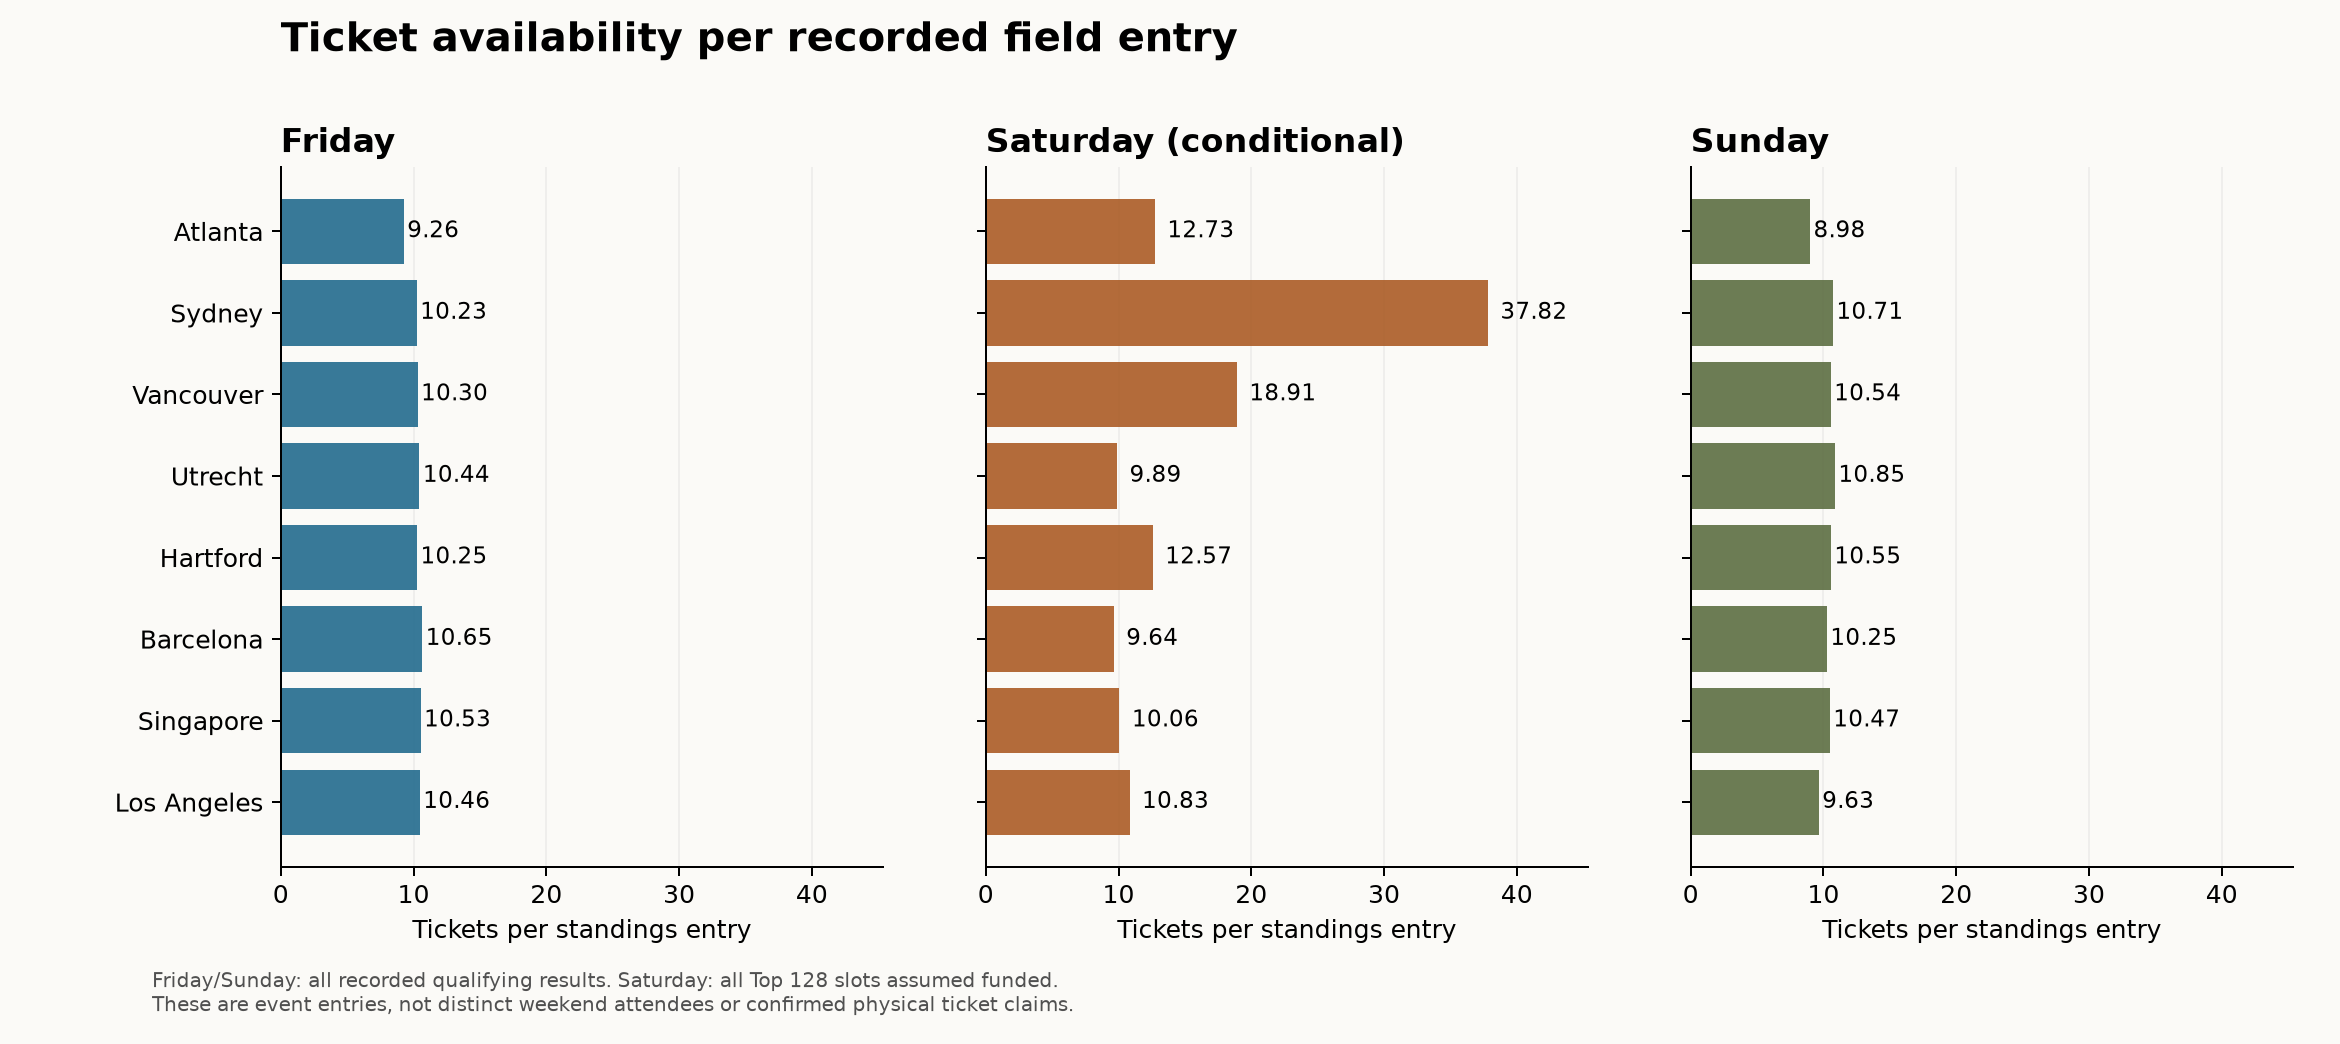 Ticket availability per recorded field entry
Friday
Saturday (conditional)
Sunday
Atlanta
9.26
12.73
8.98
Sydney
10.23
37.82
10.71
Vancouver
10.30
18.91
10.54
Utrecht
10.44
9.89
10.85
Hartford
10.25
12.57
10.55
Barcelona
10.65
9.64
10.25
Singapore
10.53
10.06
10.47
Los Angeles
10.46
10.83
9.63
0 10 20 30 40
0 10 20 30 40
0 10 20 30 40
Tickets per standings entry
Tickets per standings entry
Tickets per standings entry
Friday/Sunday: all recorded qualifying results. Saturday: all Top 128 slots assumed funded.
These are event entries, not distinct weekend attendees or confirmed physical ticket claims.